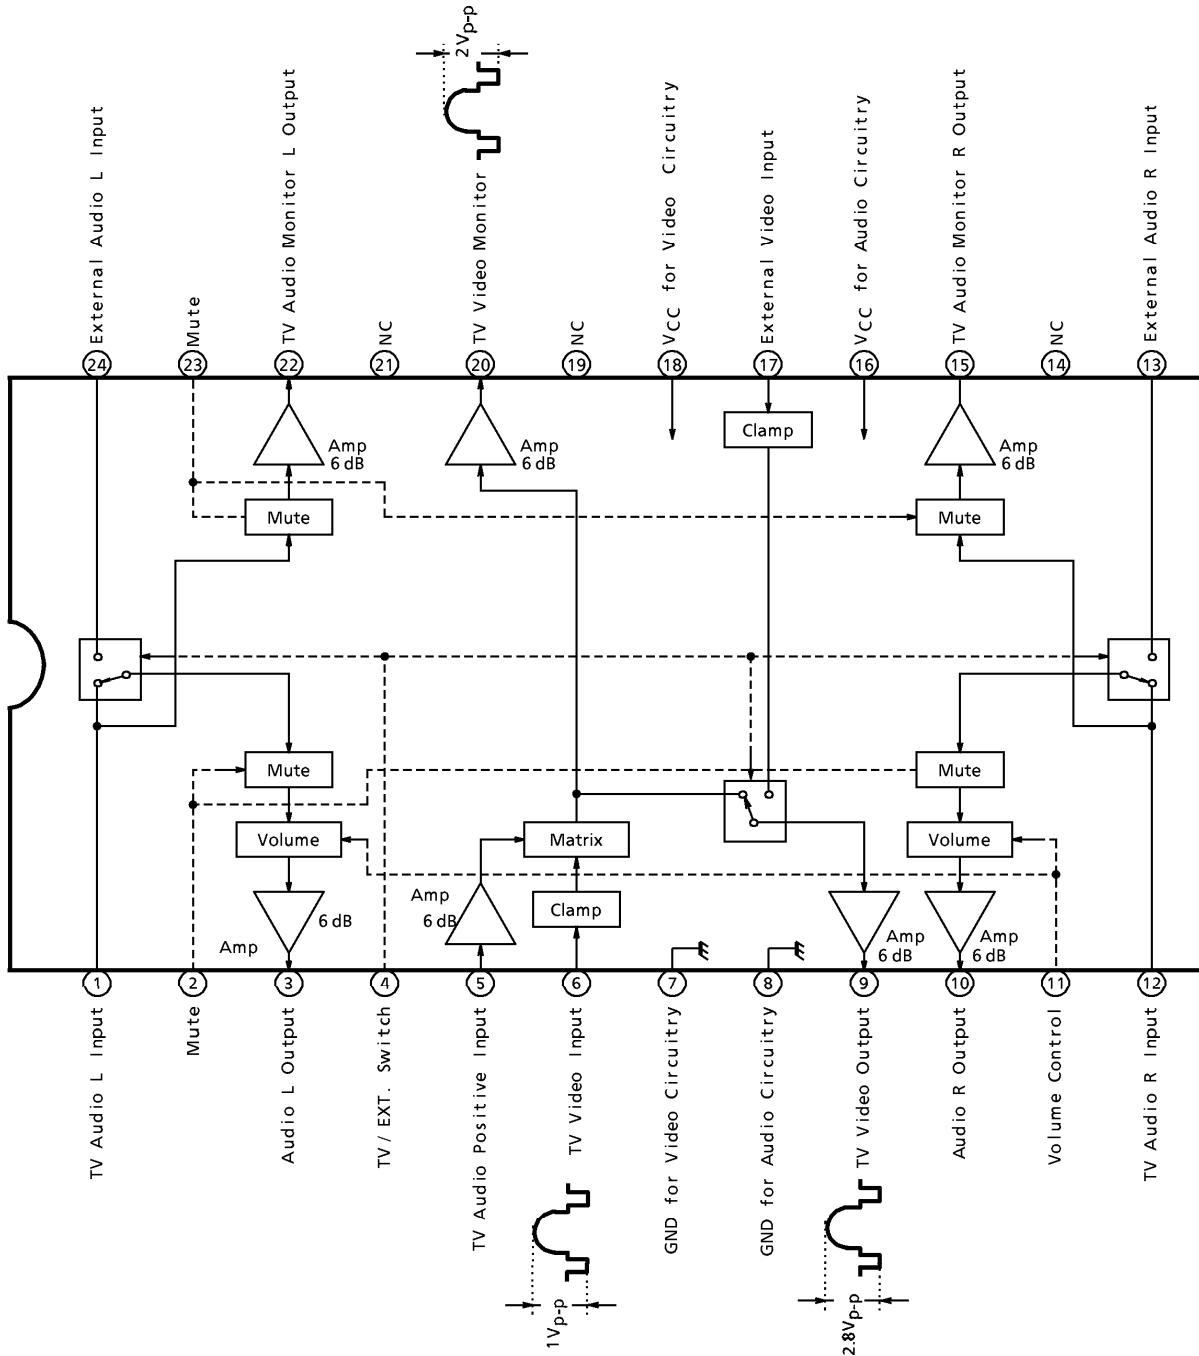 2Vp-p
External Audio L Input
Mute
TV Audio Monitor L Output
NC
TV Video Monitor
NC
VCC for Video Circuitry
External Video Input
VCC for Audio Circuitry
TV Audio Monitor R Output
NC
External Audio R Input
24
23
22
21
20
19
18
17
16
15
14
13
Amp
6 dB
Amp
6 dB
Clamp
Amp
6 dB
Mute
Mute
Mute
Mute
Volume
Matrix
Volume
Amp
6 dB
Clamp
6 dB
Amp
Amp
6 dB
Amp
6 dB
1
2
3
4
5
6
7
8
9
10
11
12
TV Audio L Input
Mute
Audio L Output
TV / EXT. Switch
TV Audio Positive Input
TV Video Input
GND for Video Circuitry
GND for Audio Circuitry
TV Video Output
Audio R Output
Volume Control
TV Audio R Input
1Vp-p
2.8Vp-p